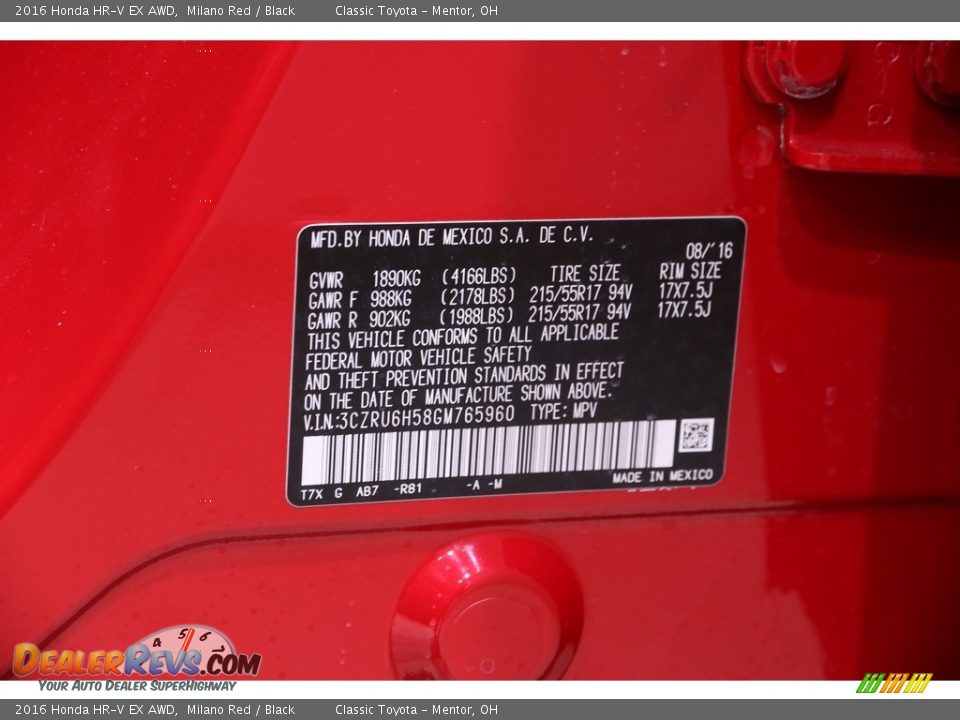 2016 Honda HR-V EX AWD, Milano Red / Black Classic Toyota - Mentor, OH
MFD.BY HONDA DE MEXICO S.A. DE C.V.
08/'16
GVWR 1890KG (4166LBS) TIRE SIZE RIM SIZE
GAWR F 988KG (2178LBS) 215/55R17 94V 17X7.5J
GAWR R 902KG (1988LBS) 215/55R17 94V 17X7.5J
THIS VEHICLE CONFORMS TO ALL APPLICABLE
FEDERAL MOTOR VEHICLE SAFETY
AND THEFT PREVENTION STANDARDS IN EFFECT
ON THE DATE OF MANUFACTURE SHOWN ABOVE.
V.I.N.:3CZRU6H58GM765960 TYPE: MPV
MADE IN MEXICO
T7X G AB7 -R81 -A -M
4 5 6
DEALERREVS.COM
YOUR AUTO DEALER SUPERHIGHWAY
2016 Honda HR-V EX AWD, Milano Red / Black Classic Toyota - Mentor, OH